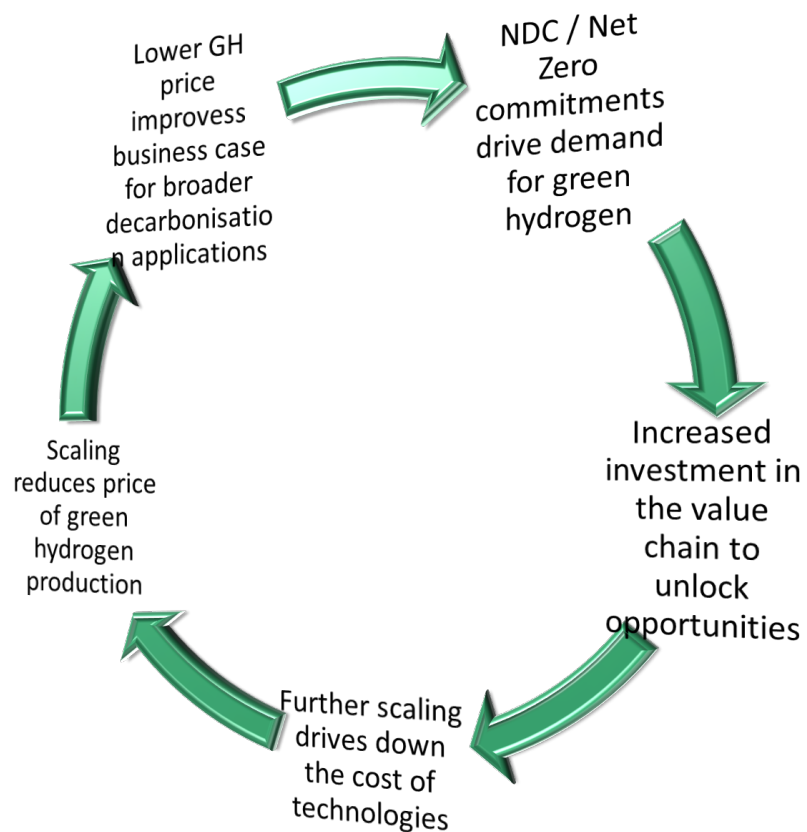 Lower GH
price
improvess
business case
for broader
decarbonisatio
n applications
NDC / Net
Zero
commitments
drive demand
for green
hydrogen
Increased
investment in
the value
chain to
unlock
opportunities
Further scaling
drives down
the cost of
technologies
Scaling
reduces price
of green
hydrogen
production